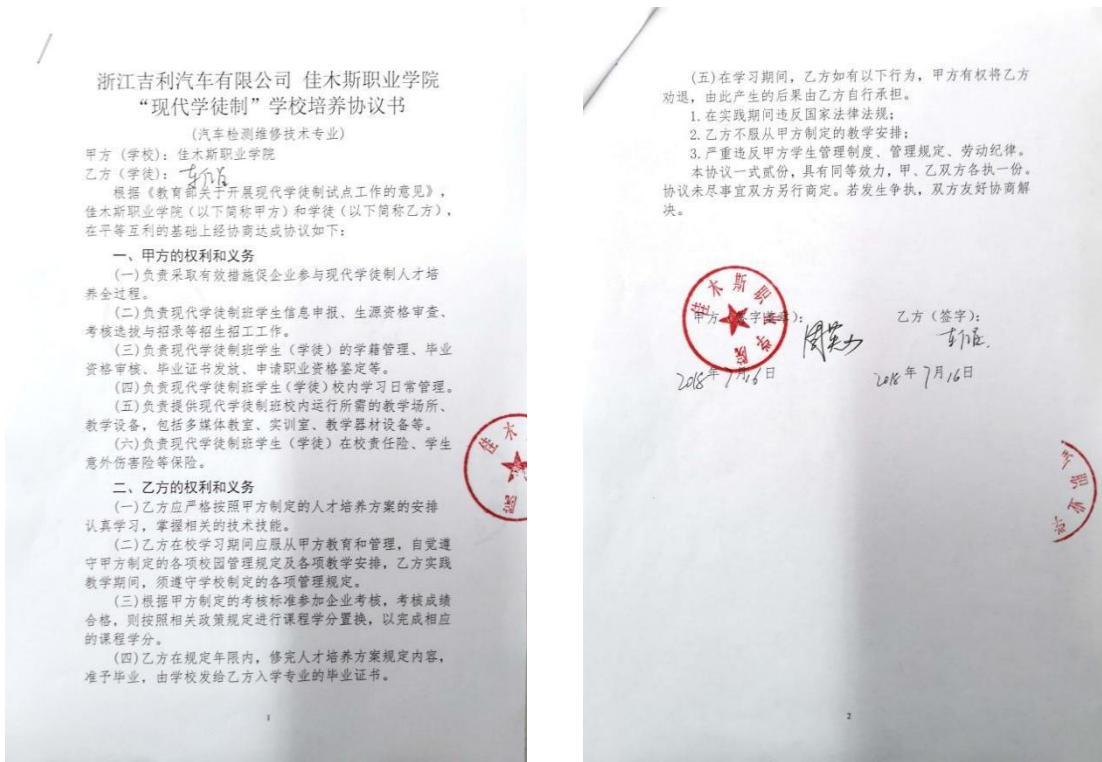 浙江吉利汽车有限公司 佳木斯职业学院
“现代学徒制”学校培养协议书
(汽车检测维修技术专业)
甲方（学校）：佳木斯职业学院
乙方（学徒）：
根据《教育部关于开展现代学徒制试点工作的意见》，
佳木斯职业学院（以下简称甲方）和学徒（以下简称乙方），
在平等互利的基础上经协商达成协议如下：
一、甲方的权利和义务
(一)负责采取有效措施促企业参与现代学徒制人才培
养全过程。
(二)负责现代学徒制班学生信息申报、生源资格审查、
考核选拔与招录等招生招工工作。
(三)负责现代学徒制班学生（学徒）的学籍管理、毕业
资格审核、毕业证书发放、申请职业资格鉴定等。
(四)负责现代学徒制班学生(学徒）校内学习日常管理。
(五)负责提供现代学徒制班校内运行所需的教学场所、
教学设备，包括多媒体教室、实训室、教学器材设备等。
(六)负责现代学徒制班学生（学徒）在校责任险、学生
意外伤害险等保险。
二、乙方的权利和义务
(一)乙方应严格按照甲方制定的人才培养方案的安排
认真学习，掌握相关的技术技能。
(二)乙方在校学习期间应服从甲方教育和管理，自觉遵
守甲方制定的各项校园管理规定及各项教学安排，乙方实践
教学期间，须遵守学校制定的各项管理规定。
(三)根据甲方制定的考核标准参加企业考核，考核成绩
合格，则按照相关政策规定进行课程学分置换，以完成相应
的课程学分。
(四)乙方在规定年限内，修完人才培养方案规定内容，
准予毕业，由学校发给乙方入学专业的毕业证书。
佳木
院
1
(五)在学习期间，乙方如有以下行为，甲方有权将乙方
劝退，由此产生的后果由乙方自行承担。
1.在实践期间违反国家法律法规；
2.乙方不服从甲方制定的教学安排；
3.严重违反甲方学生管理制度、管理规定、劳动纪律。
本协议一式贰份，具有同等效力，甲、乙双方各执一份。
协议未尽事宜双方另行商定。若发生争执，双方友好协商解
决。
佳木斯职业学院
甲方（签字盖章）：
乙方（签字）：
2018年7月16日
2018年7月16日
职业学
2